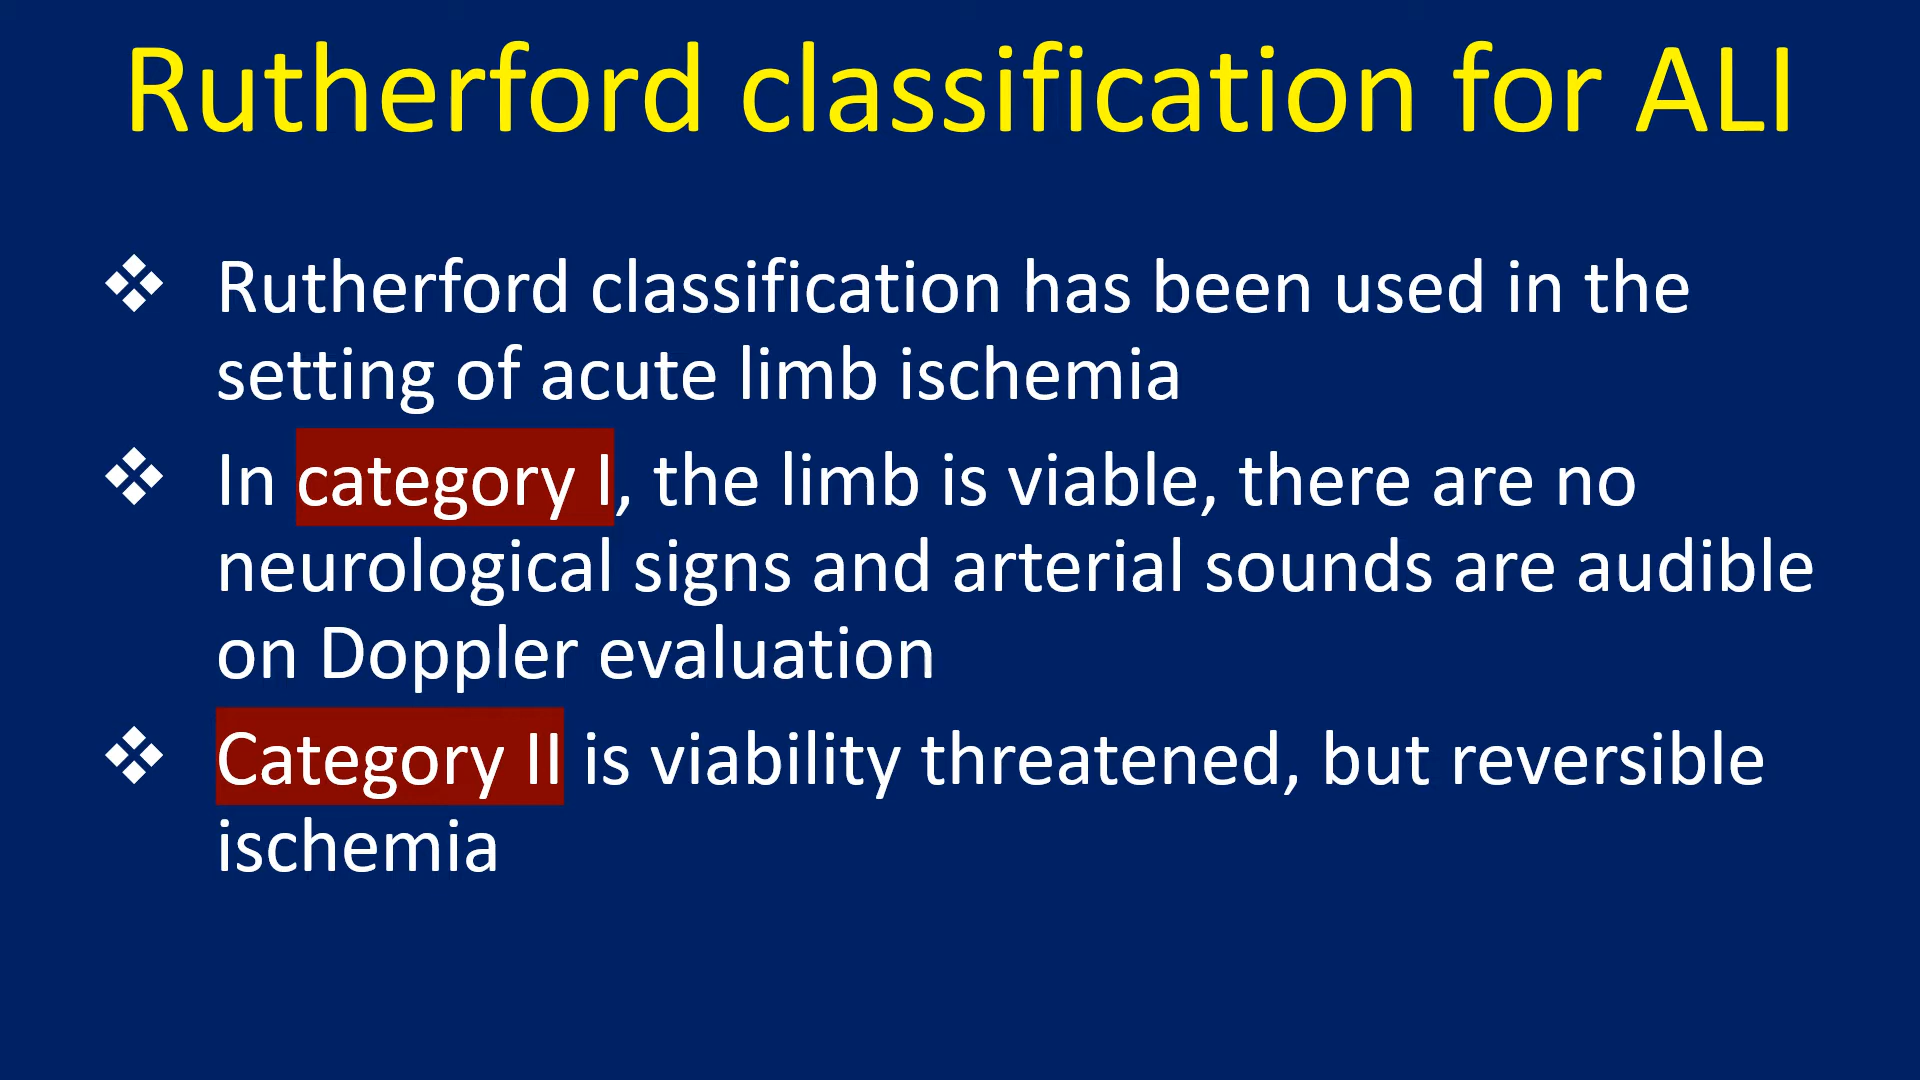 Rutherford classification for ALI
❖ Rutherford classification has been used in the
setting of acute limb ischemia
❖ In category I, the limb is viable, there are no
neurological signs and arterial sounds are audible
on Doppler evaluation
❖ Category II is viability threatened, but reversible
ischemia